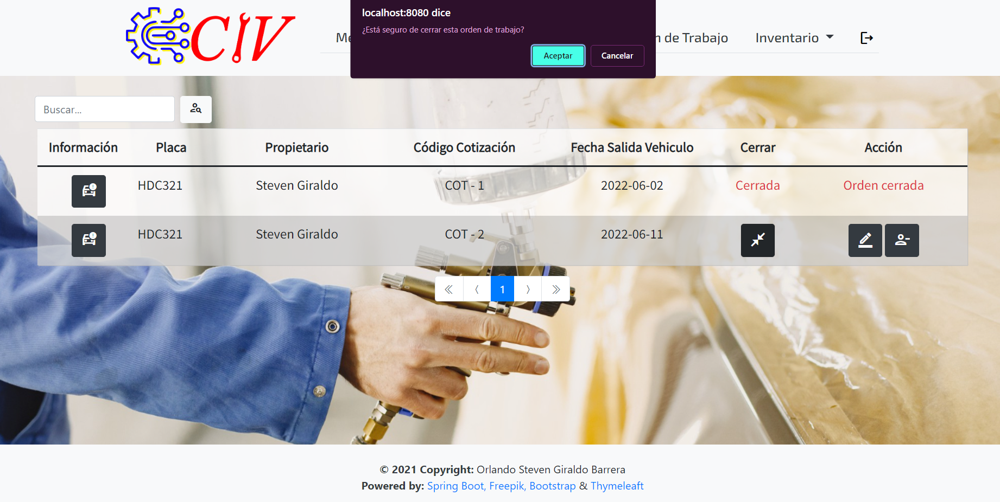 localhost:8080 dice
¿Está seguro de cerrar esta orden de trabajo?
Aceptar Cancelar
CIV
de Trabajo Inventario
Buscar...
Información Placa Propietario Código Cotización Fecha Salida Vehiculo Cerrar Acción
HDC321 Steven Giraldo COT - 1 2022-06-02 Cerrada Orden cerrada
HDC321 Steven Giraldo COT - 2 2022-06-11
« ‹ 1 › »
© 2021 Copyright: Orlando Steven Giraldo Barrera
Powered by: Spring Boot, Freepik, Bootstrap & Thymeleaft